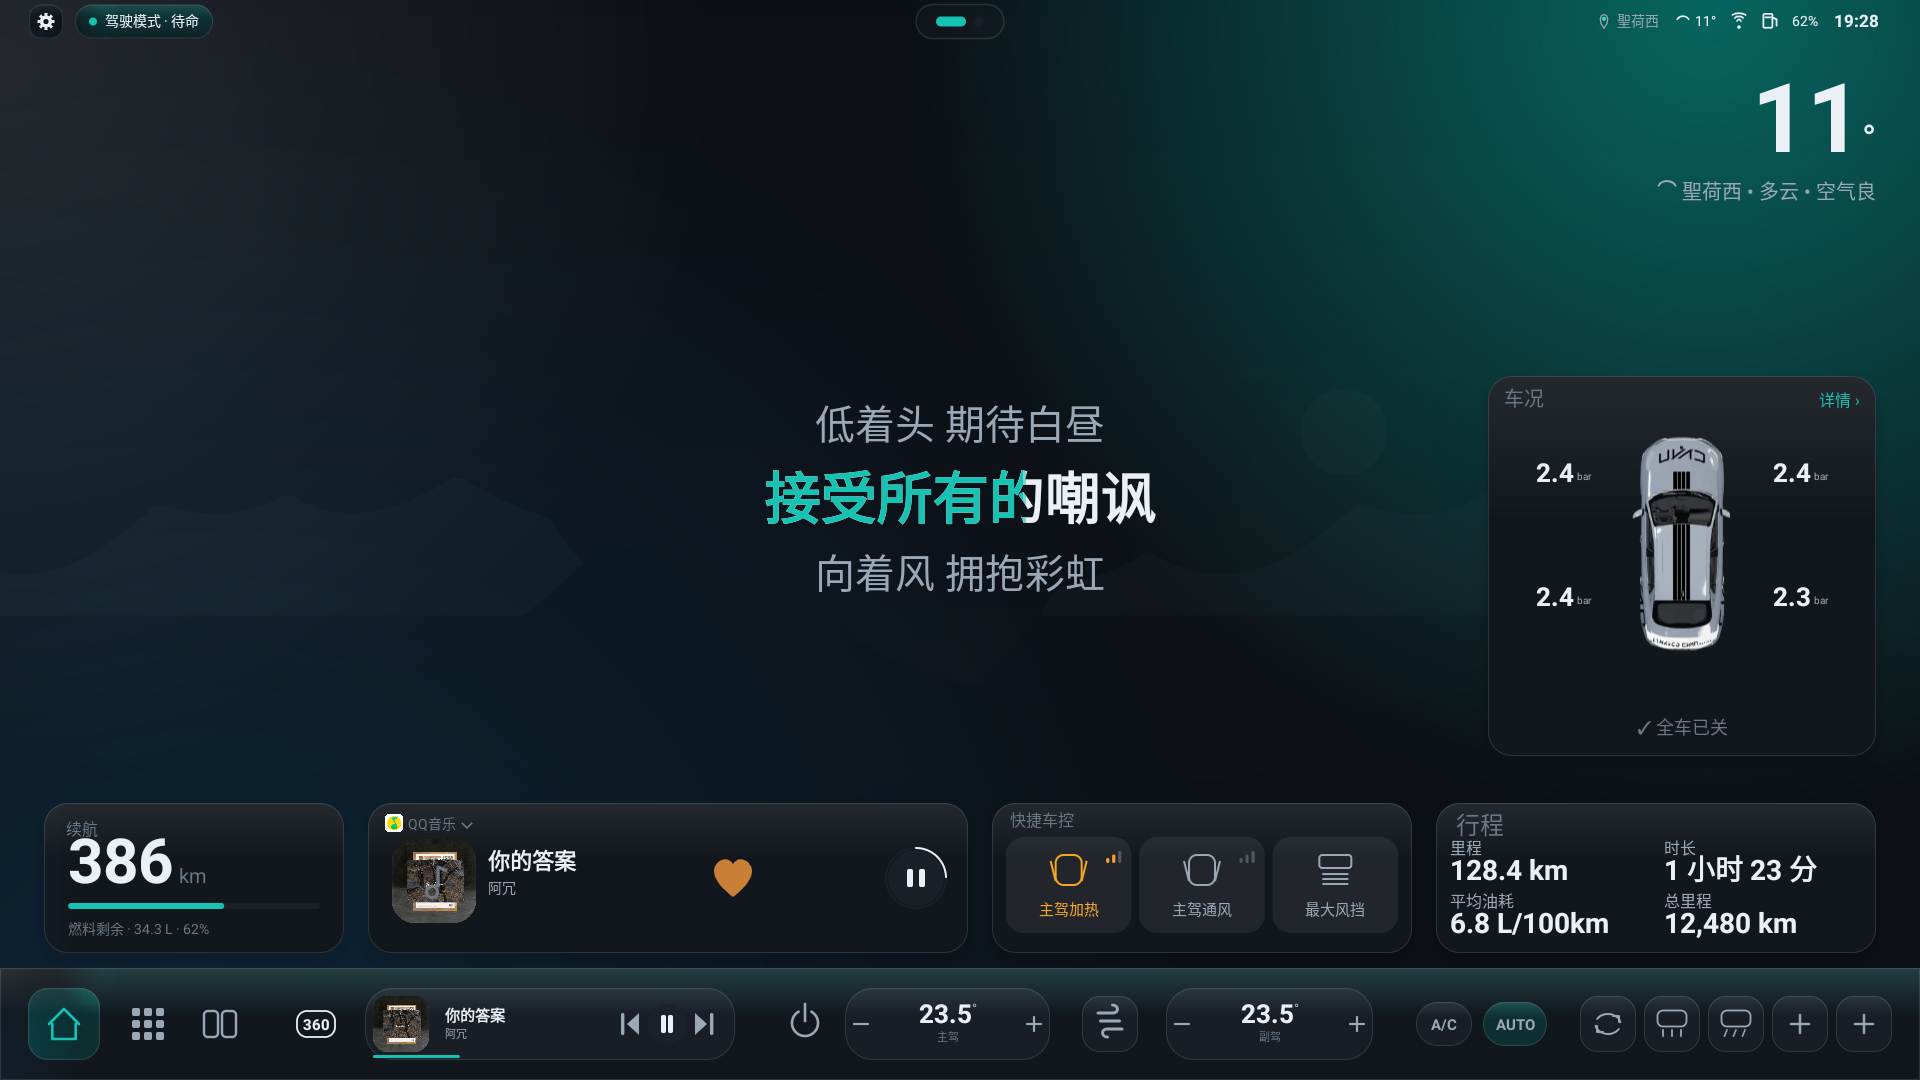 驾驶模式 · 待命
聖荷西 11° 62% 19:28
11°
聖荷西 • 多云 • 空气良
低着头 期待白昼
接受所有的嘲讽
向着风 拥抱彩虹
车况 详情 ›
2.4 bar 2.4 bar
2.4 bar 2.3 bar
✓ 全车已关
续航
386 km
燃料剩余 · 34.3 L · 62%
QQ音乐
你的答案
阿冗
快捷车控
主驾加热 主驾通风 最大风挡
行程
里程 时长
128.4 km 1 小时 23 分
平均油耗 总里程
6.8 L/100km 12,480 km
360
你的答案
阿冗
23.5°
主驾
23.5°
副驾
A/C AUTO